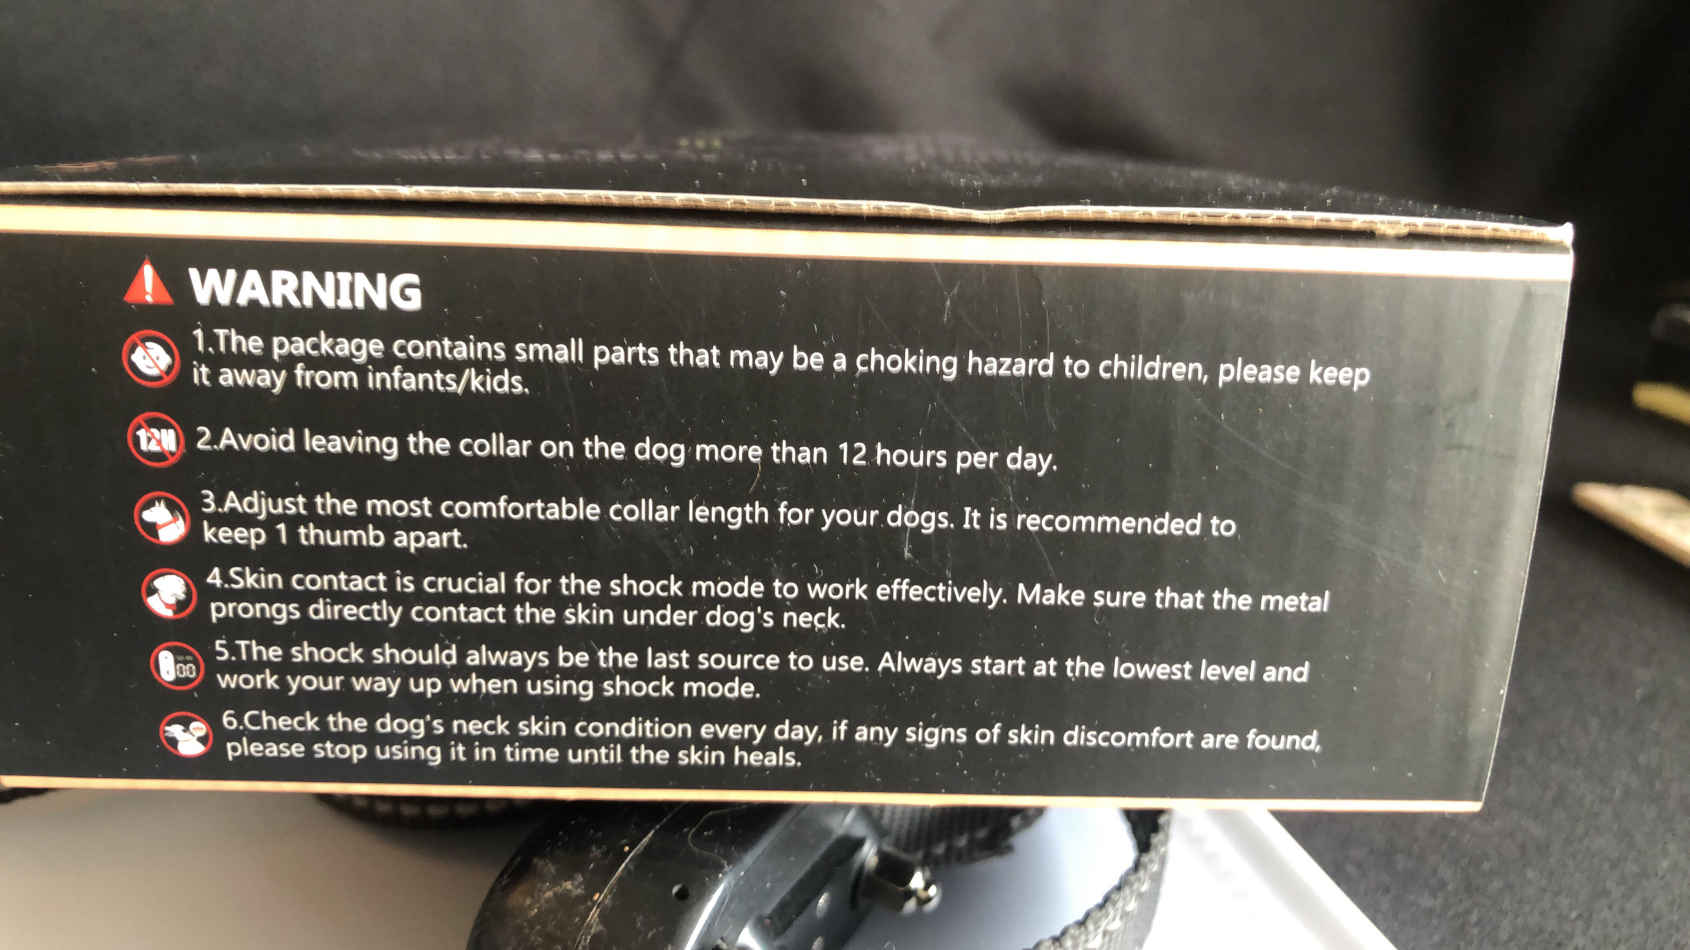 WARNING
1.The package contains small parts that may be a choking hazard to children, please keep
it away from infants/kids.
12H
2.Avoid leaving the collar on the dog more than 12 hours per day.
3.Adjust the most comfortable collar length for your dogs. It is recommended to
keep 1 thumb apart.
4.Skin contact is crucial for the shock mode to work effectively. Make sure that the metal
prongs directly contact the skin under dog's neck.
00
5.The shock should always be the last source to use. Always start at the lowest level and
work your way up when using shock mode.
6.Check the dog's neck skin condition every day, if any signs of skin discomfort are found,
please stop using it in time until the skin heals.